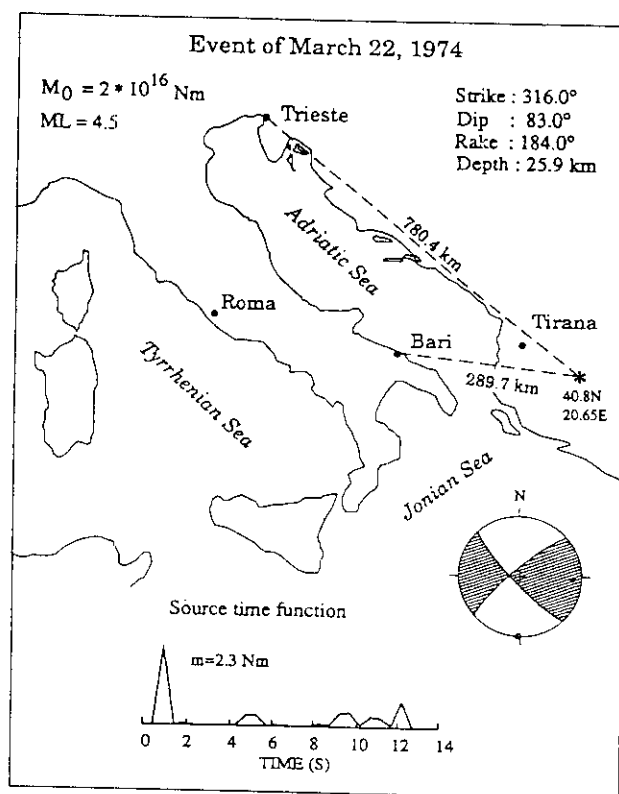 Event of March 22, 1974
M0 = 2 * 10^16 Nm
ML = 4.5
Strike : 316.0°
Dip : 83.0°
Rake : 184.0°
Depth : 25.9 km
Trieste
780.4 km
Adriatic Sea
Roma
Tirana
Bari
289.7 km
40.8N
20.65E
Tyrrhenian Sea
Jonian Sea
N
Source time function
m=2.3 Nm
0 2 4 6 8 10 12 14
TIME (S)